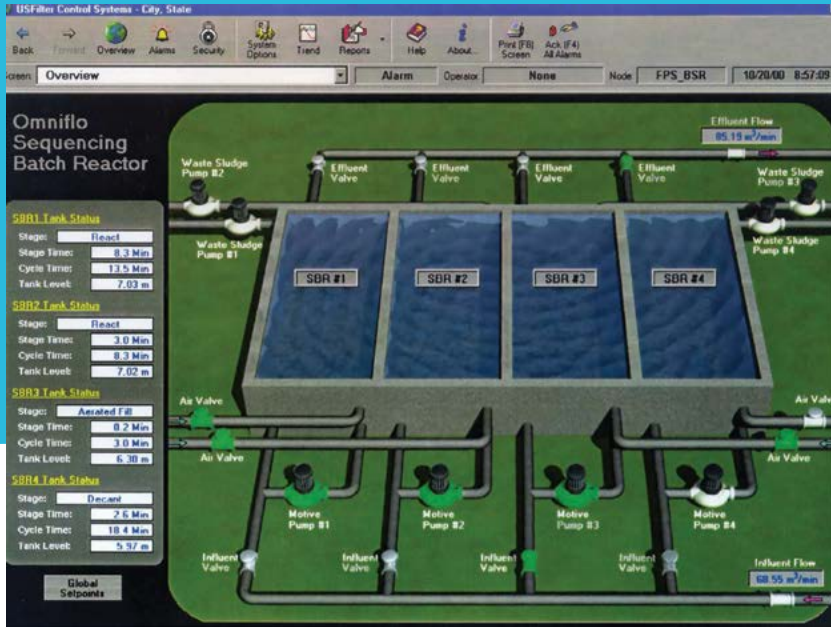 USFilter Control Systems - City, State
Back
Forward
Overview
Alarms
Security
System
Options
Trend
Reports
Help
About...
Print (F8)
Screen
Ack (F4)
All Alarms
Screen: Overview
Alarm
Operator
None
Node
FPS_BSR
10/20/00 8:57:09
Omniflo
Sequencing
Batch Reactor
SBR1 Tank Status
Stage: React
Stage Time: 8.3 Min
Cycle Time: 13.5 Min
Tank Level: 7.03 m
SBR2 Tank Status
Stage: React
Stage Time: 3.0 Min
Cycle Time: 8.3 Min
Tank Level: 7.02 m
SBR3 Tank Status
Stage: Aerated Fill
Stage Time: 0.2 Min
Cycle Time: 3.0 Min
Tank Level: 6.30 m
SBR4 Tank Status
Stage: Decant
Stage Time: 2.6 Min
Cycle Time: 18.4 Min
Tank Level: 5.97 m
Global
Setpoints
Effluent Flow
85.19 m³/min
Waste Sludge
Pump #2
Effluent
Valve
Effluent
Valve
Effluent
Valve
Effluent
Valve
Waste Sludge
Pump #3
Waste Sludge
Pump #1
Waste Sludge
Pump #4
SBR #1
SBR #2
SBR #3
SBR #4
Air Valve
Air Valve
Air Valv
Air Valve
Motive
Pump #1
Motive
Pump #2
Motive
Pump #3
Motive
Pump #4
Influent
Valve
Influent
Valve
Influent
Valve
Influent
Valve
Influent Flow
68.55 m³/min